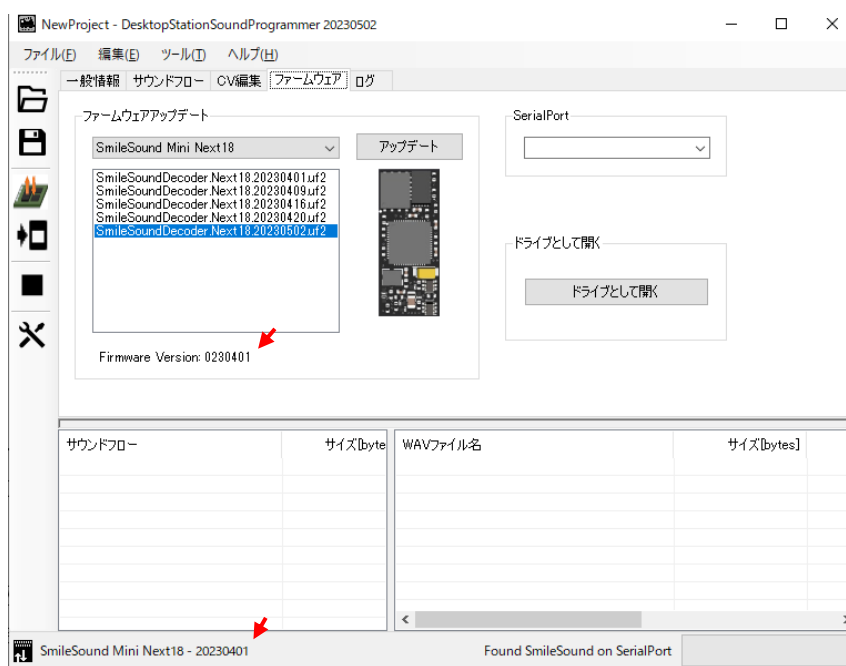 NewProject - DesktopStationSoundProgrammer 20230502
ファイル(F) 編集(E) ツール(T) ヘルプ(H)
一般情報 サウンドフロー CV編集 ファームウェア ログ
ファームウェアアップデート
SerialPort
SmileSound Mini Next18
アップデート
SmileSoundDecoder.Next18.20230401.uf2
SmileSoundDecoder.Next18.20230409.uf2
SmileSoundDecoder.Next18.20230416.uf2
SmileSoundDecoder.Next18.20230420.uf2
SmileSoundDecoder.Next18.20230502.uf2
ドライブとして開く
ドライブとして開く
Firmware Version: 0230401
サウンドフロー サイズ[byte WAVファイル名 サイズ[bytes]
SmileSound Mini Next18 - 20230401 Found SmileSound on SerialPort